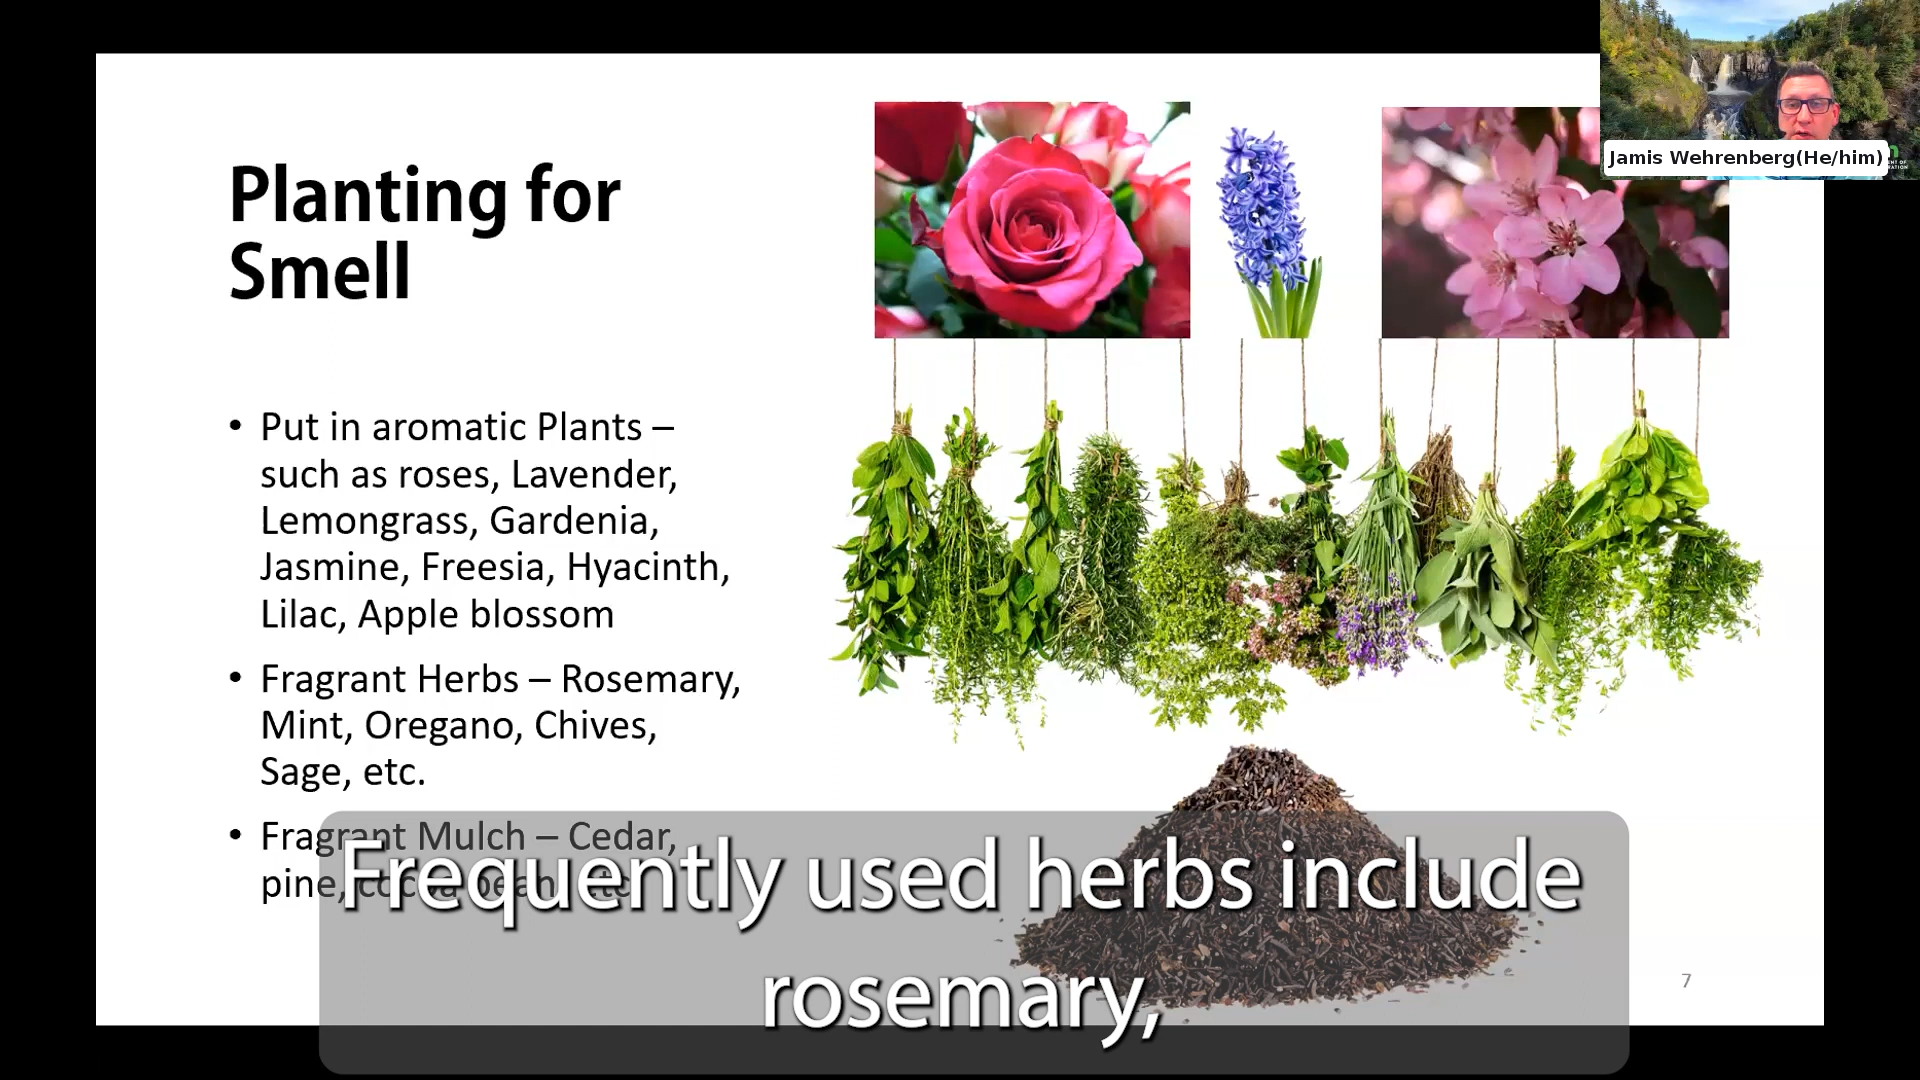 Jamis Wehrenberg(He/him)
Planting for
Smell
• Put in aromatic Plants –
such as roses, Lavender,
Lemongrass, Gardenia,
Jasmine, Freesia, Hyacinth,
Lilac, Apple blossom
• Fragrant Herbs – Rosemary,
Mint, Oregano, Chives,
Sage, etc.
• Fragrant Mulch – Cedar,
pine, cocoa bean, etc
Frequently used herbs include
rosemary,
7